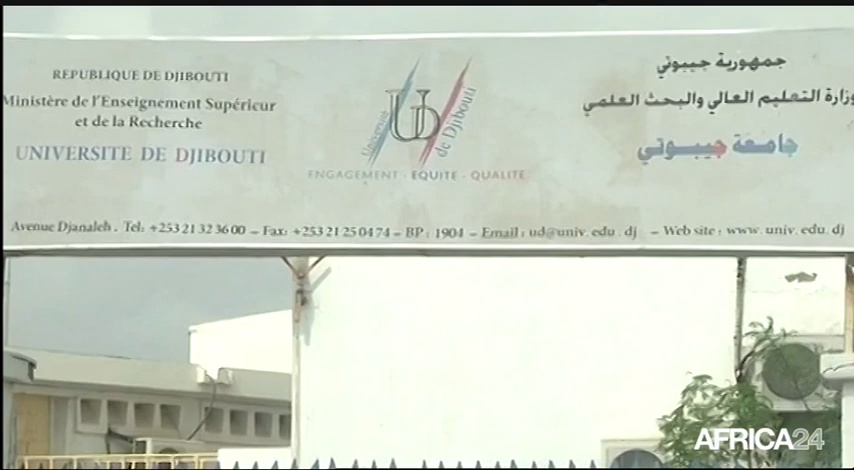 REPUBLIQUE DE DJIBOUTI
Ministère de l'Enseignement Supérieur
et de la Recherche
UNIVERSITE DE DJIBOUTI
Université UD de Djibouti
ENGAGEMENT - EQUITE - QUALITE
جمهورية جيبوتي
وزارة التعليم العالي والبحث العلمي
جامعة جيبوتي
Avenue Djanaleh . Tel: +253 21 32 36 00 – Fax: +253 21 25 04 74 – BP : 1904 – Email : ud@univ.edu.dj – Web site : www.univ.edu.dj
AFRICA24